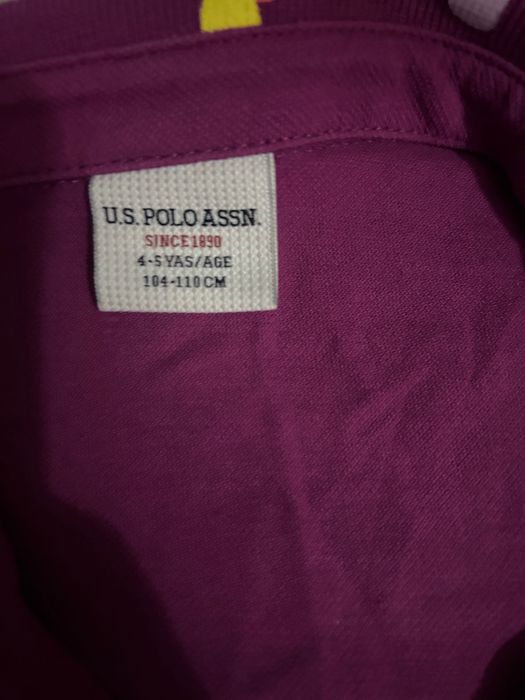 U.S. POLO ASSN.
SINCE 1890
4-5 YAS/AGE
104-110 CM